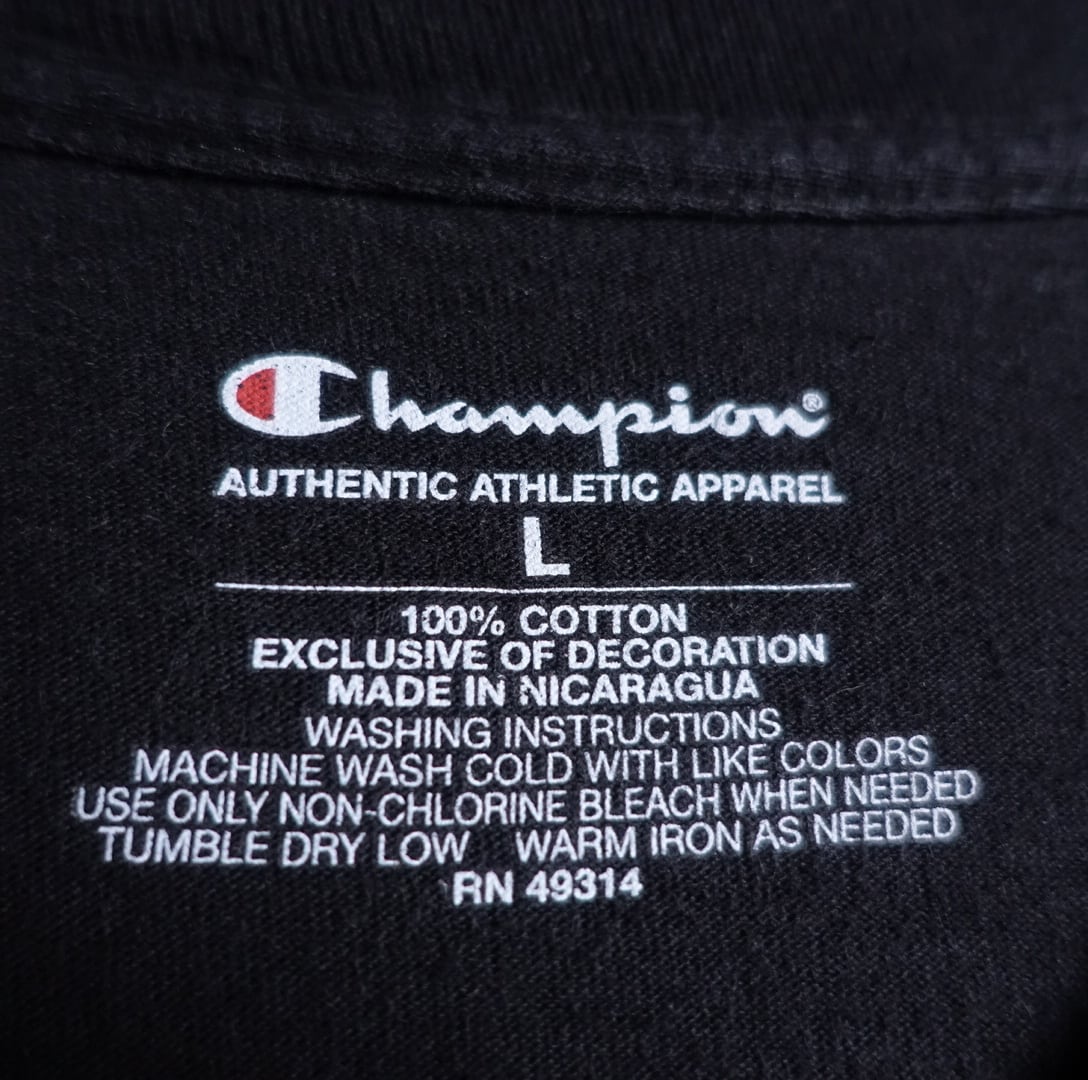 Champion®
AUTHENTIC ATHLETIC APPAREL
L
100% COTTON
EXCLUSIVE OF DECORATION
MADE IN NICARAGUA
WASHING INSTRUCTIONS
MACHINE WASH COLD WITH LIKE COLORS
USE ONLY NON-CHLORINE BLEACH WHEN NEEDED
TUMBLE DRY LOW WARM IRON AS NEEDED
RN 49314